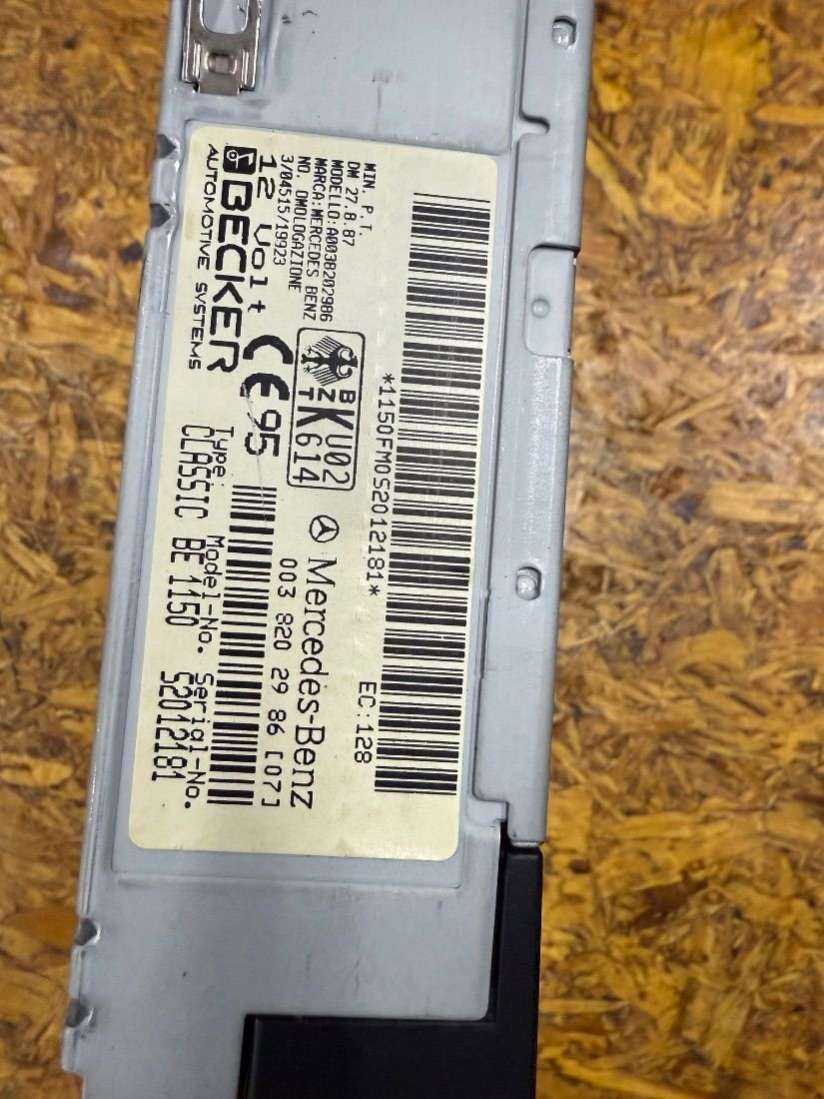 *1150FM0S2012181*
EC:128
MIN. P.T.
DM 27.8.87
MODELLO:A0038202986
MARCA:MERCEDES BENZ
NO. OMOLOGAZIONE
3/04515/19923
12 Volt
BECKER
AUTOMOTIVE SYSTEMS
CE 95
BZT
K U02
614
Mercedes-Benz
003 820 29 86 [07]
Type: Model-No. Serial-No.
CLASSIC BE 1150 S2012181